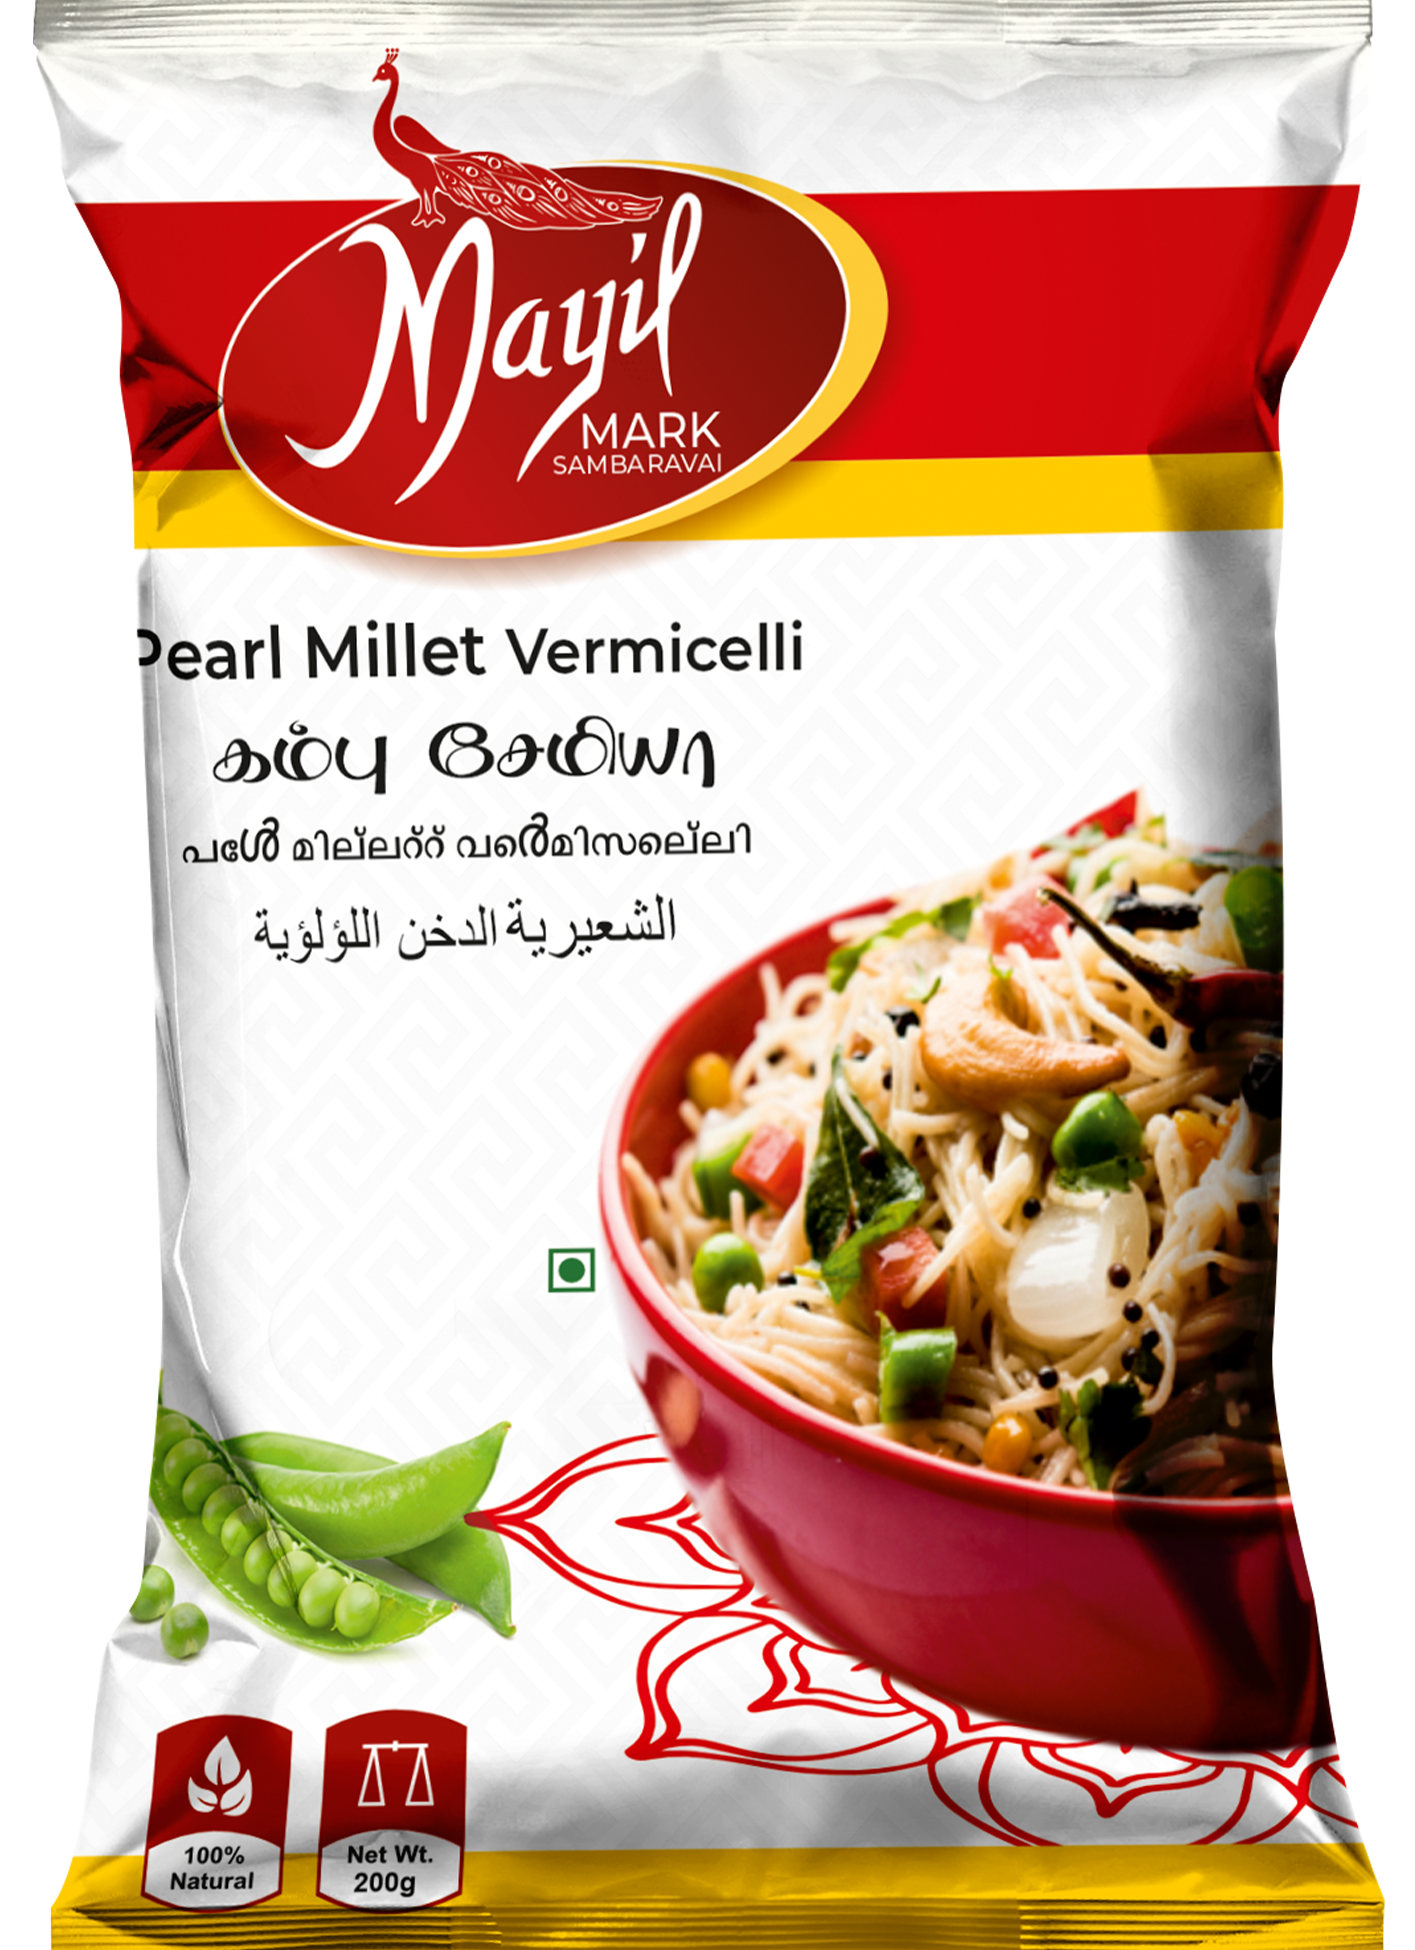 Mayil
MARK
SAMBARAVAI
Pearl Millet Vermicelli
கம்பு சேமியா
பേൾ മില്ലറ്റ് വെർമിസെല്ലി
الشعيرية الدخن اللؤلؤية
100%
Natural
Net Wt.
200g